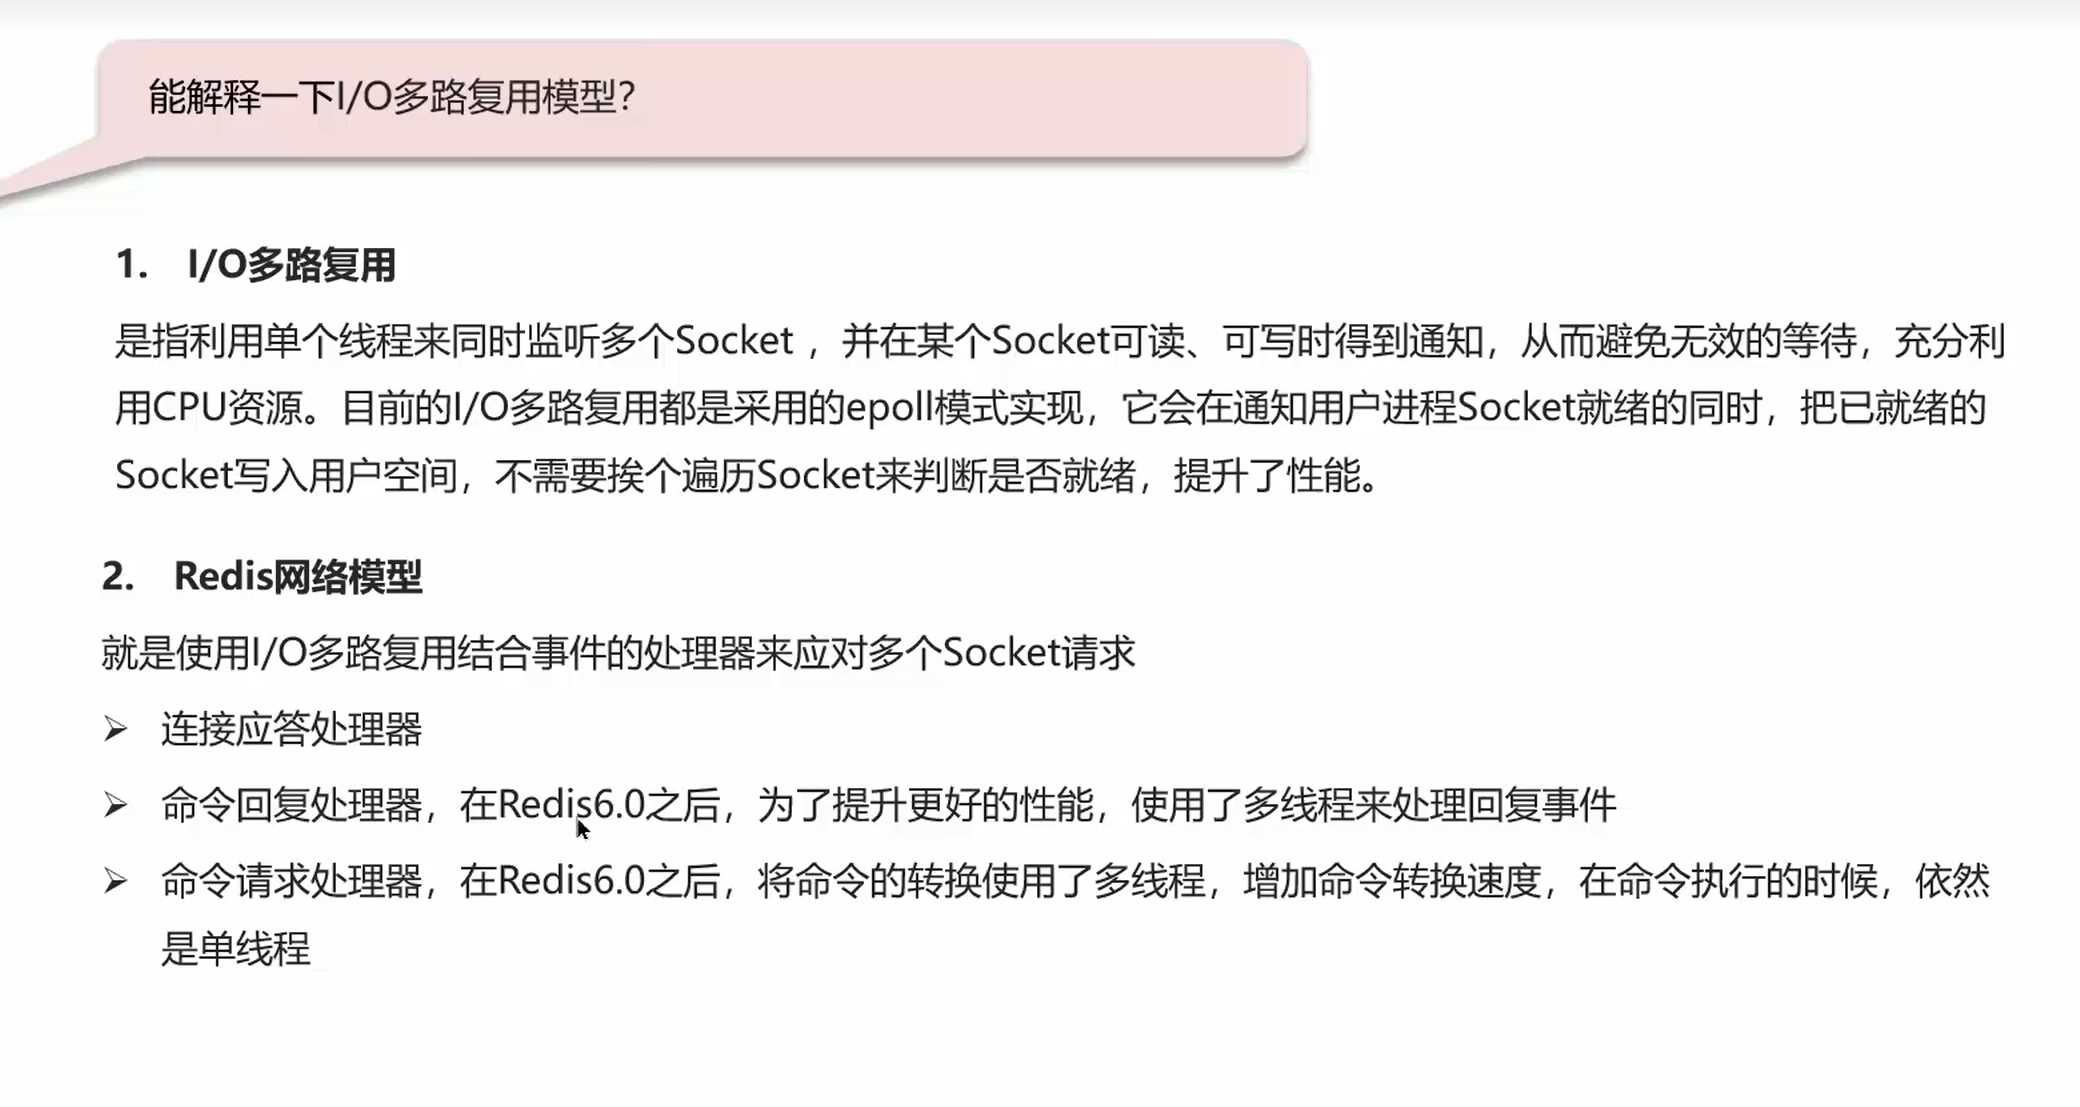 能解释一下I/O多路复用模型？
1. I/O多路复用
是指利用单个线程来同时监听多个Socket ，并在某个Socket可读、可写时得到通知，从而避免无效的等待，充分利
用CPU资源。目前的I/O多路复用都是采用的epoll模式实现，它会在通知用户进程Socket就绪的同时，把已就绪的
Socket写入用户空间，不需要挨个遍历Socket来判断是否就绪，提升了性能。
2. Redis网络模型
就是使用I/O多路复用结合事件的处理器来应对多个Socket请求
➢ 连接应答处理器
➢ 命令回复处理器，在Redis6.0之后，为了提升更好的性能，使用了多线程来处理回复事件
➢ 命令请求处理器，在Redis6.0之后，将命令的转换使用了多线程，增加命令转换速度，在命令执行的时候，依然
是单线程